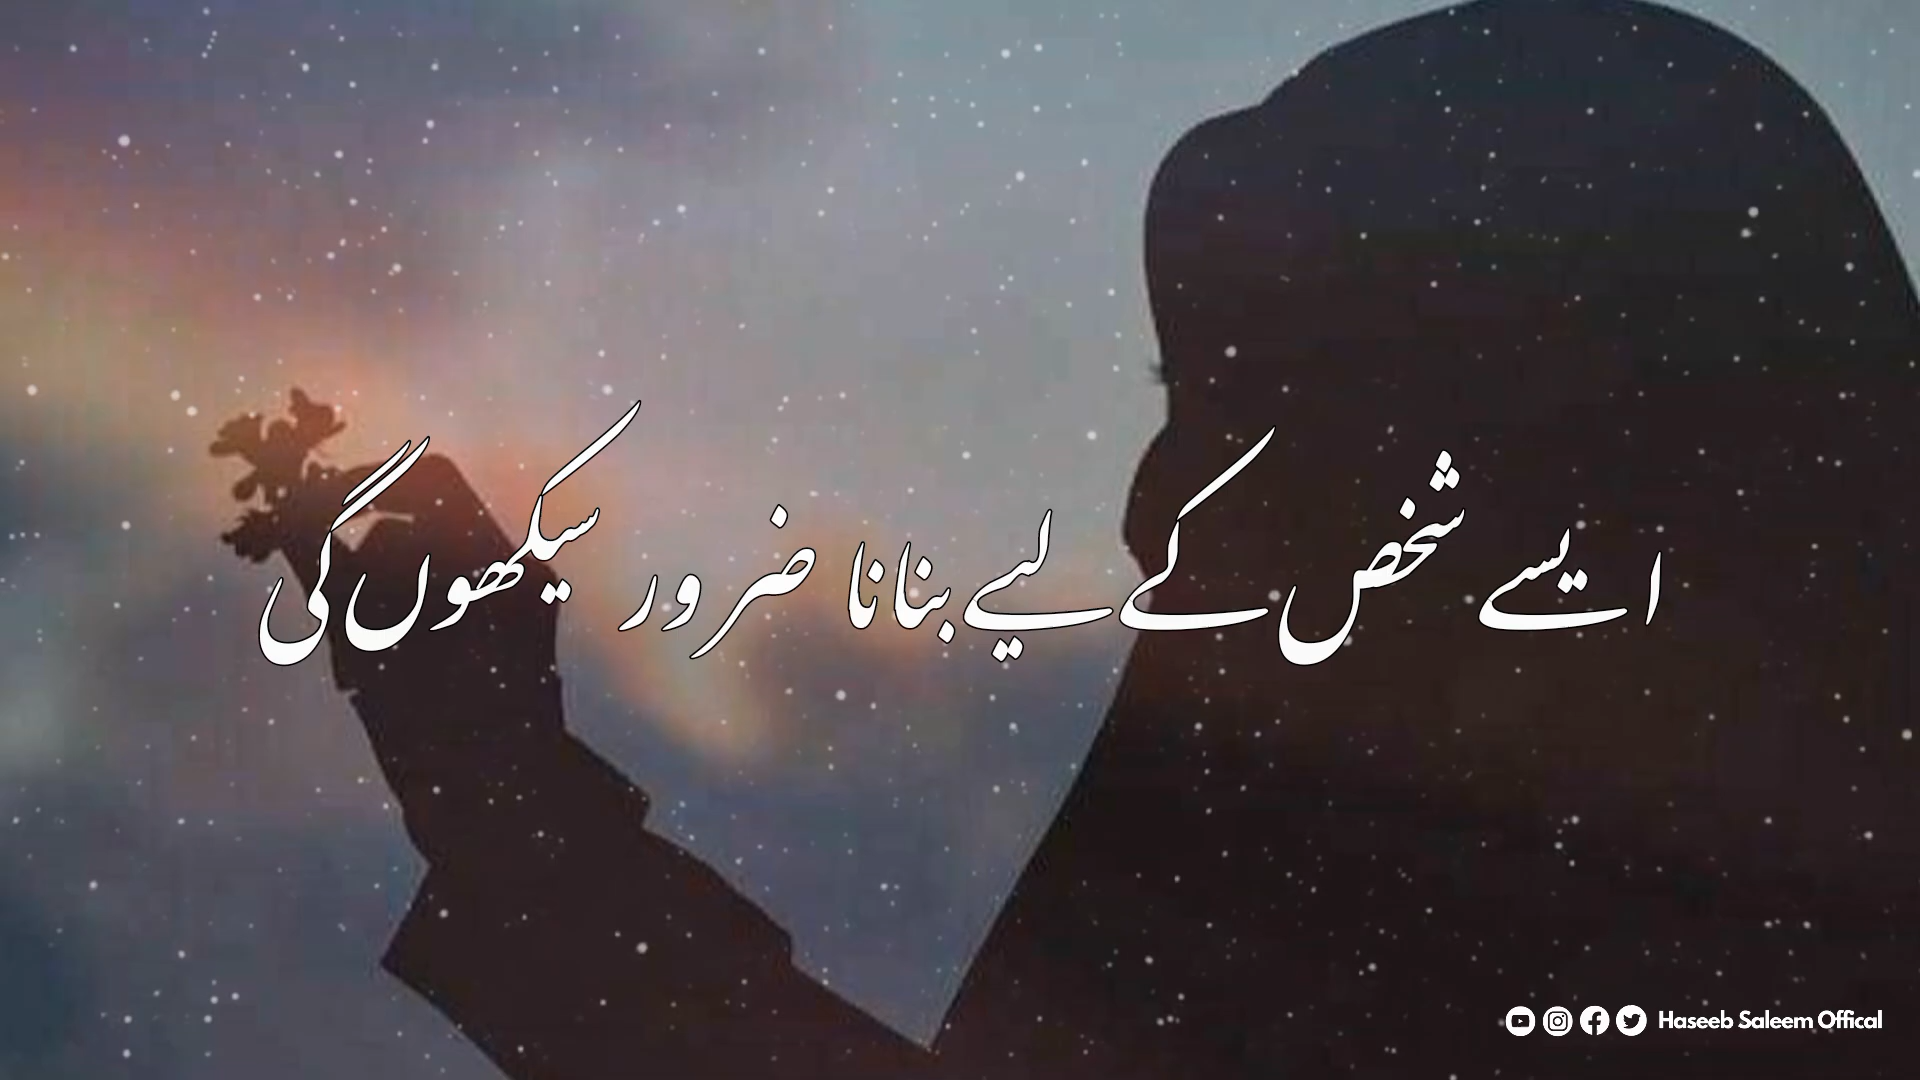 ایسے شخص کے لیے بنانا ضرور سیکھوں گی
Haseeb Saleem Offical